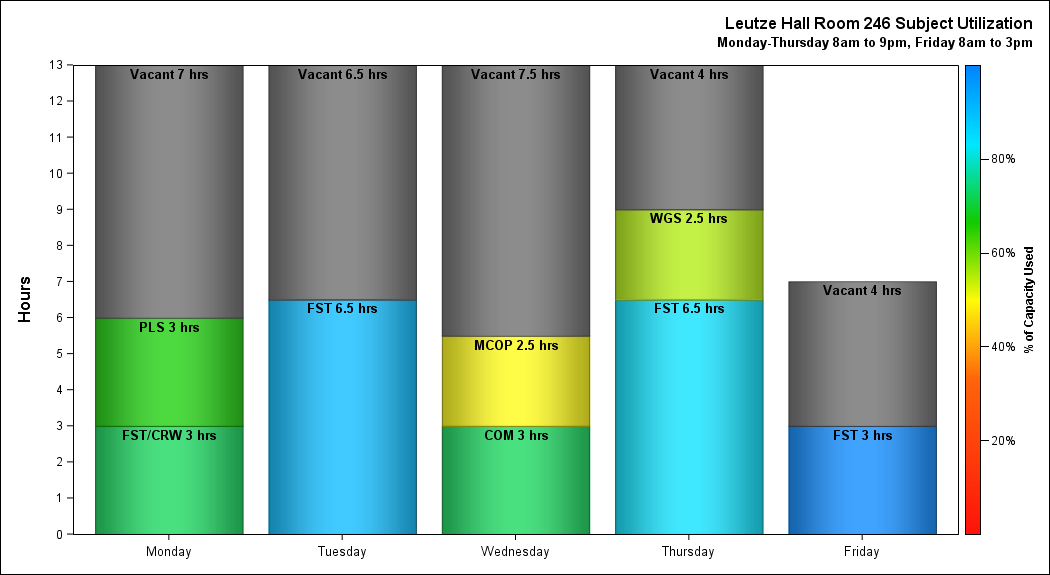 Leutze Hall Room 246 Subject Utilization
Monday-Thursday 8am to 9pm, Friday 8am to 3pm
Hours
13
12
11
10
9
8
7
6
5
4
3
2
1
0
Vacant 7 hrs
PLS 3 hrs
FST/CRW 3 hrs
Vacant 6.5 hrs
FST 6.5 hrs
Vacant 7.5 hrs
MCOP 2.5 hrs
COM 3 hrs
Vacant 4 hrs
WGS 2.5 hrs
FST 6.5 hrs
Vacant 4 hrs
FST 3 hrs
Monday
Tuesday
Wednesday
Thursday
Friday
80%
60%
40%
20%
% of Capacity Used